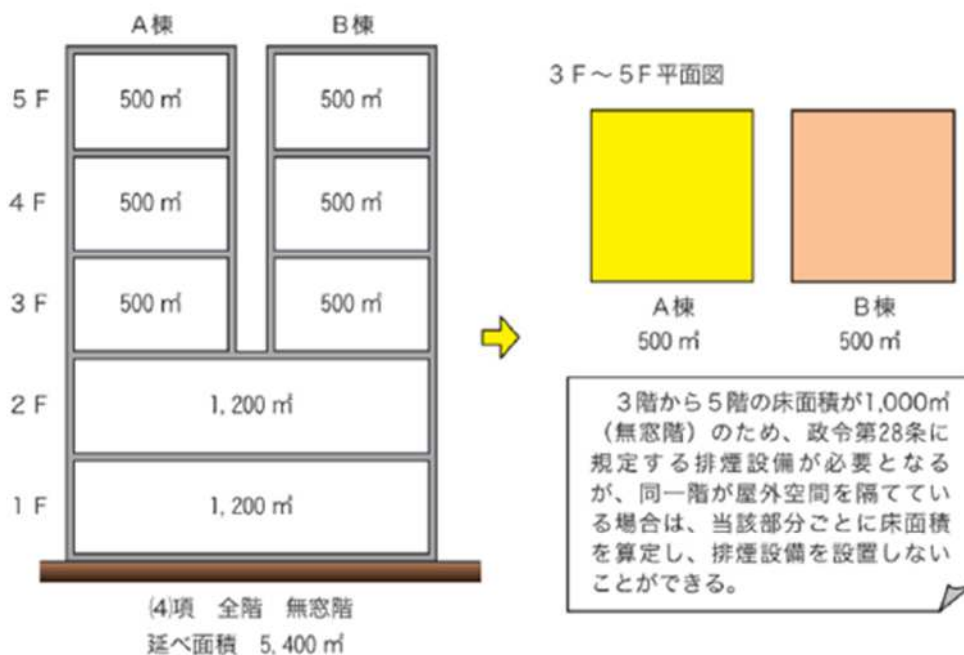 A棟 B棟
5F 500㎡ 500㎡
4F 500㎡ 500㎡
3F 500㎡ 500㎡
2F 1,200㎡
1F 1,200㎡
⑷項 全階 無窓階
延べ面積 5,400㎡
3F～5F平面図
A棟 B棟
500㎡ 500㎡
3階から5階の床面積が1,000㎡
（無窓階）のため、政令第28条に
規定する排煙設備が必要となる
が、同一階が屋外空間を隔ててい
る場合は、当該部分ごとに床面積
を算定し、排煙設備を設置しない
ことができる。